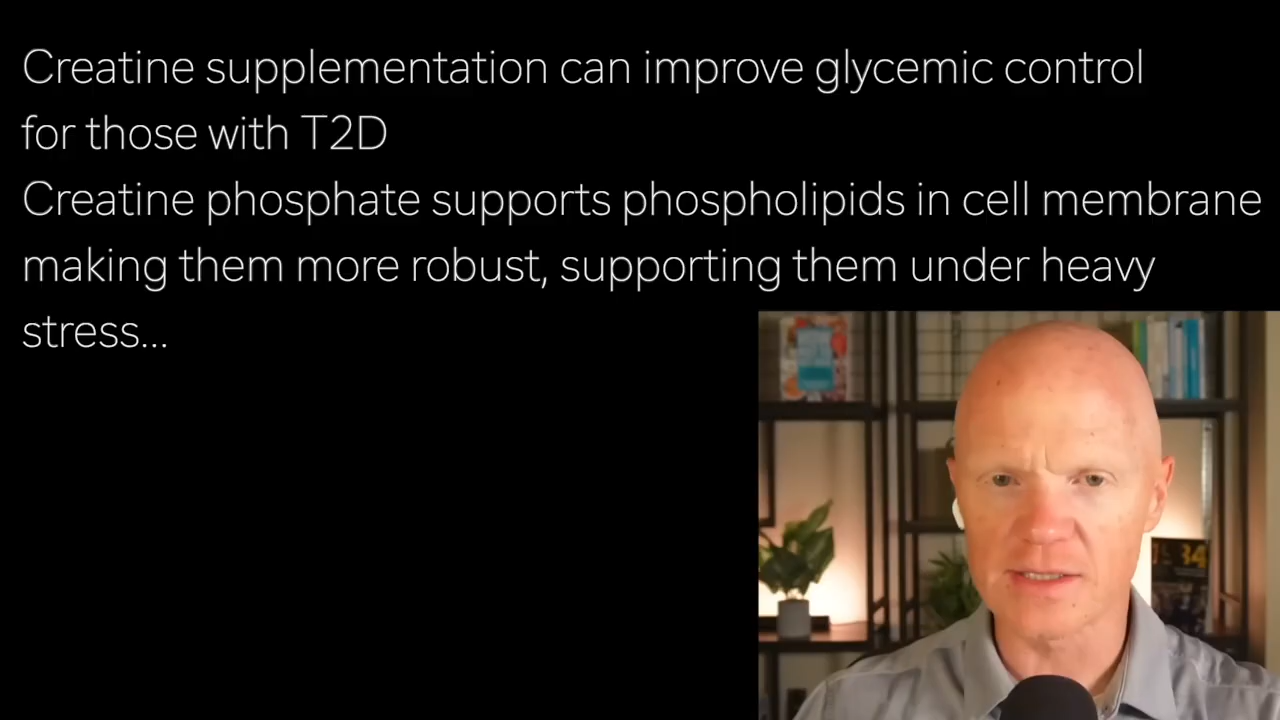 Creatine supplementation can improve glycemic control
for those with T2D
Creatine phosphate supports phospholipids in cell membrane
making them more robust, supporting them under heavy
stress...